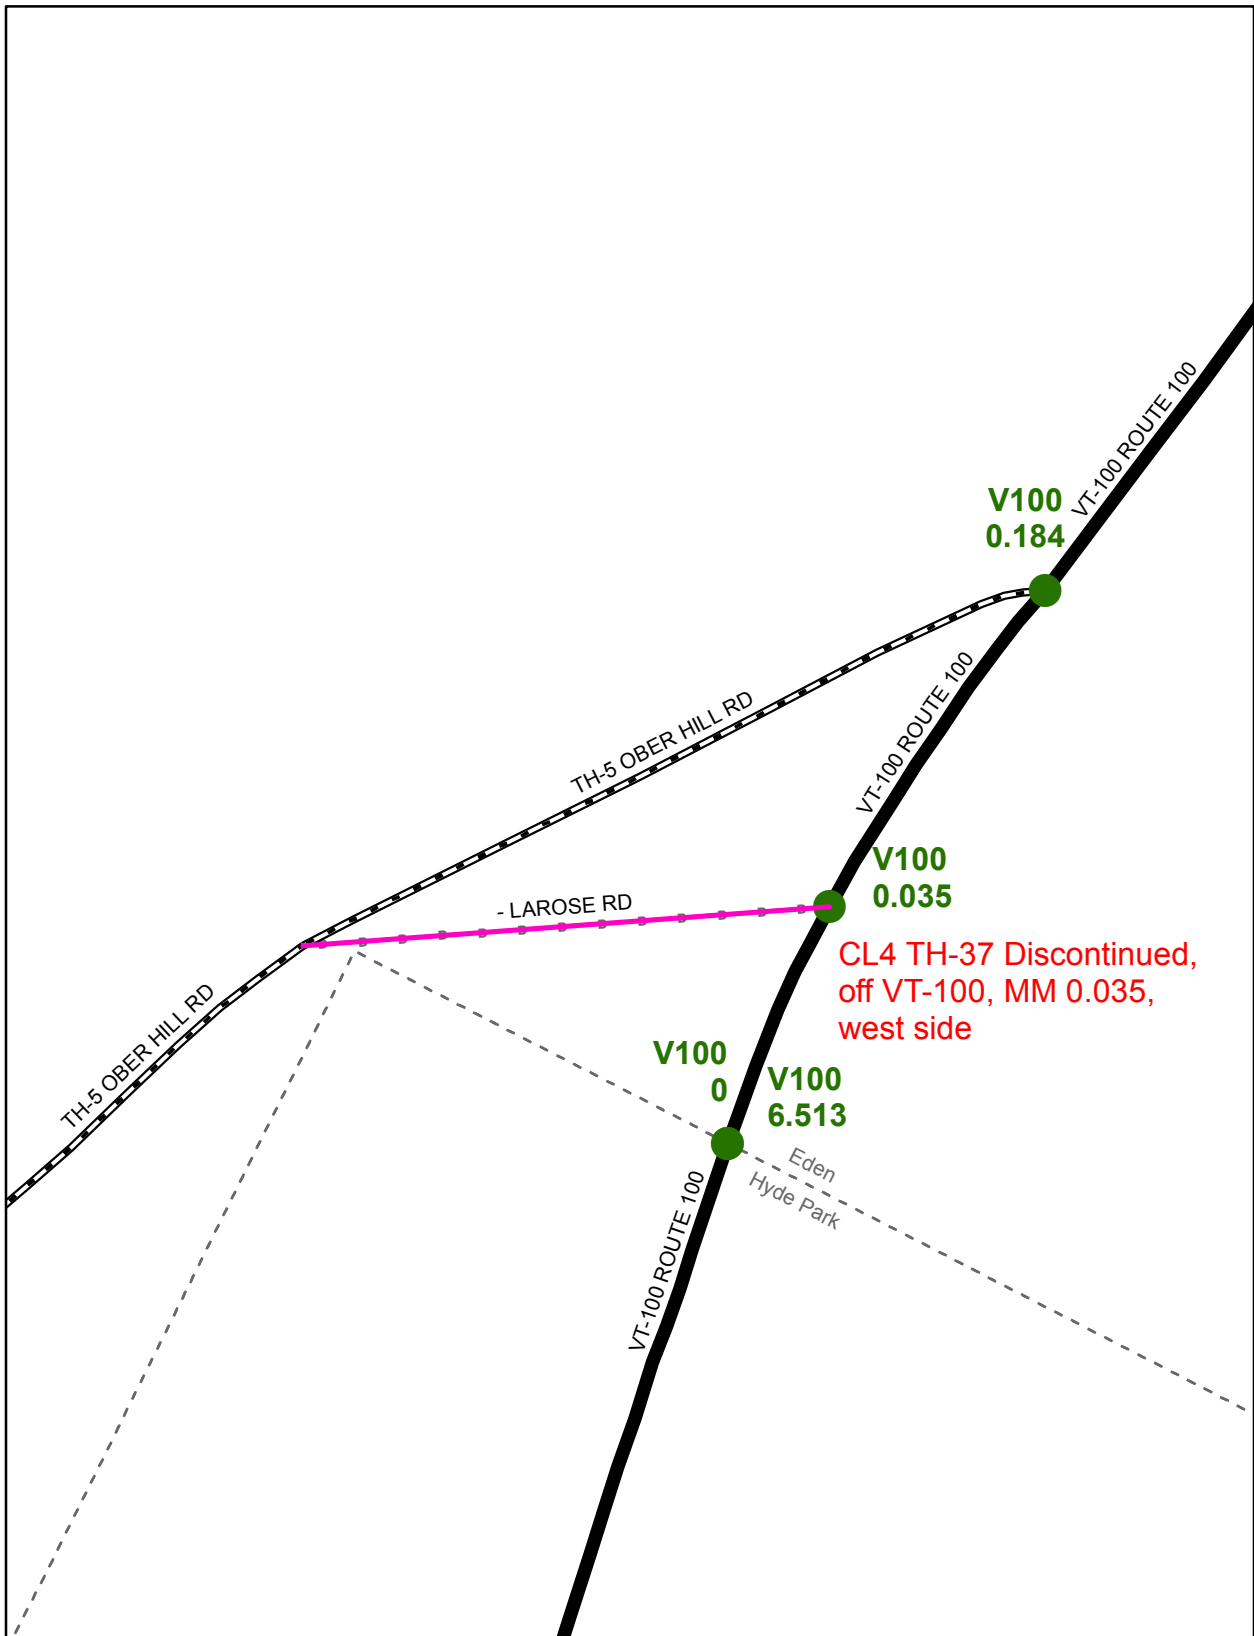 VT-100 ROUTE 100
V100
0.184
VT-100 ROUTE 100
TH-5 OBER HILL RD
V100
0.035
- LAROSE RD
CL4 TH-37 Discontinued,
off VT-100, MM 0.035,
west side
TH-5 OBER HILL RD
V100
0
V100
6.513
Eden
Hyde Park
VT-100 ROUTE 100